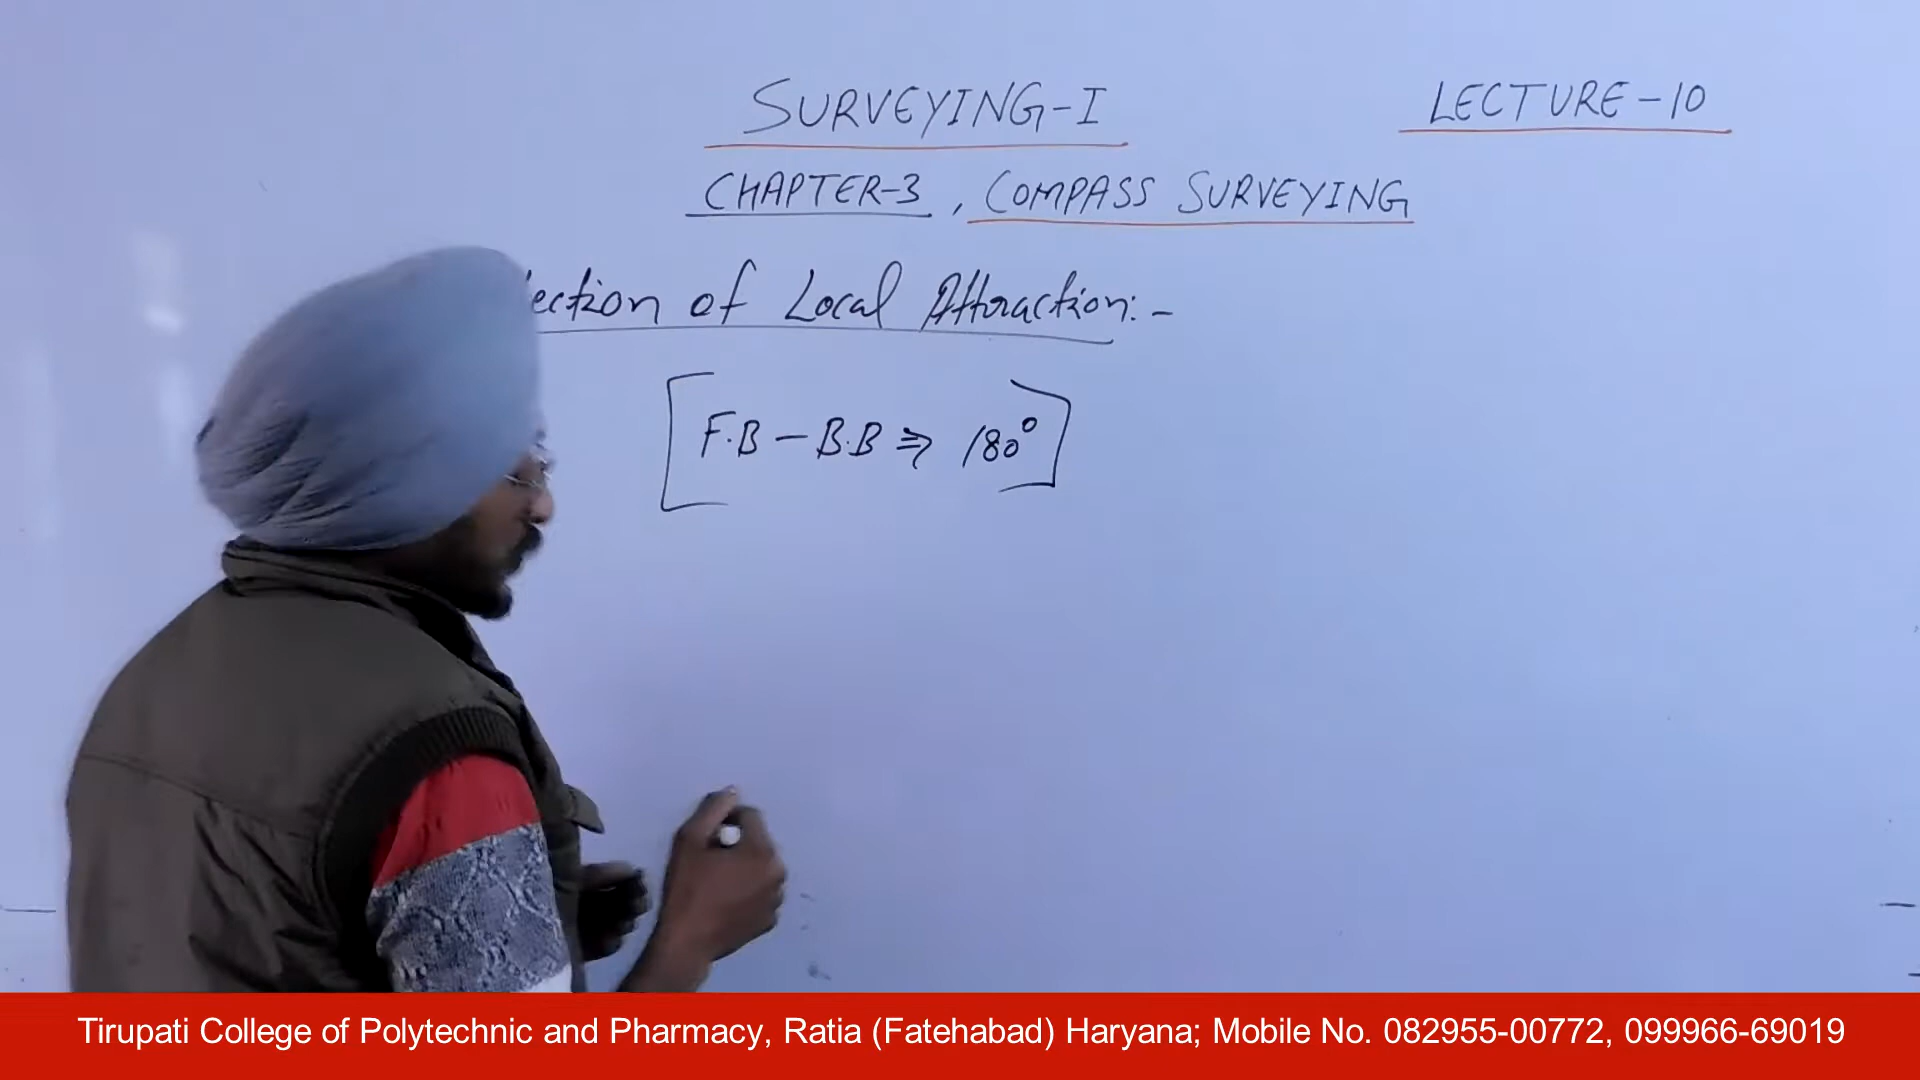 SURVEYING-I
LECTURE-10
CHAPTER-3, COMPASS SURVEYING
of Local Attraction:-
F.B - B.B ⇒ 180°
Tirupati College of Polytechnic and Pharmacy, Ratia (Fatehabad) Haryana; Mobile No. 082955-00772, 099966-69019